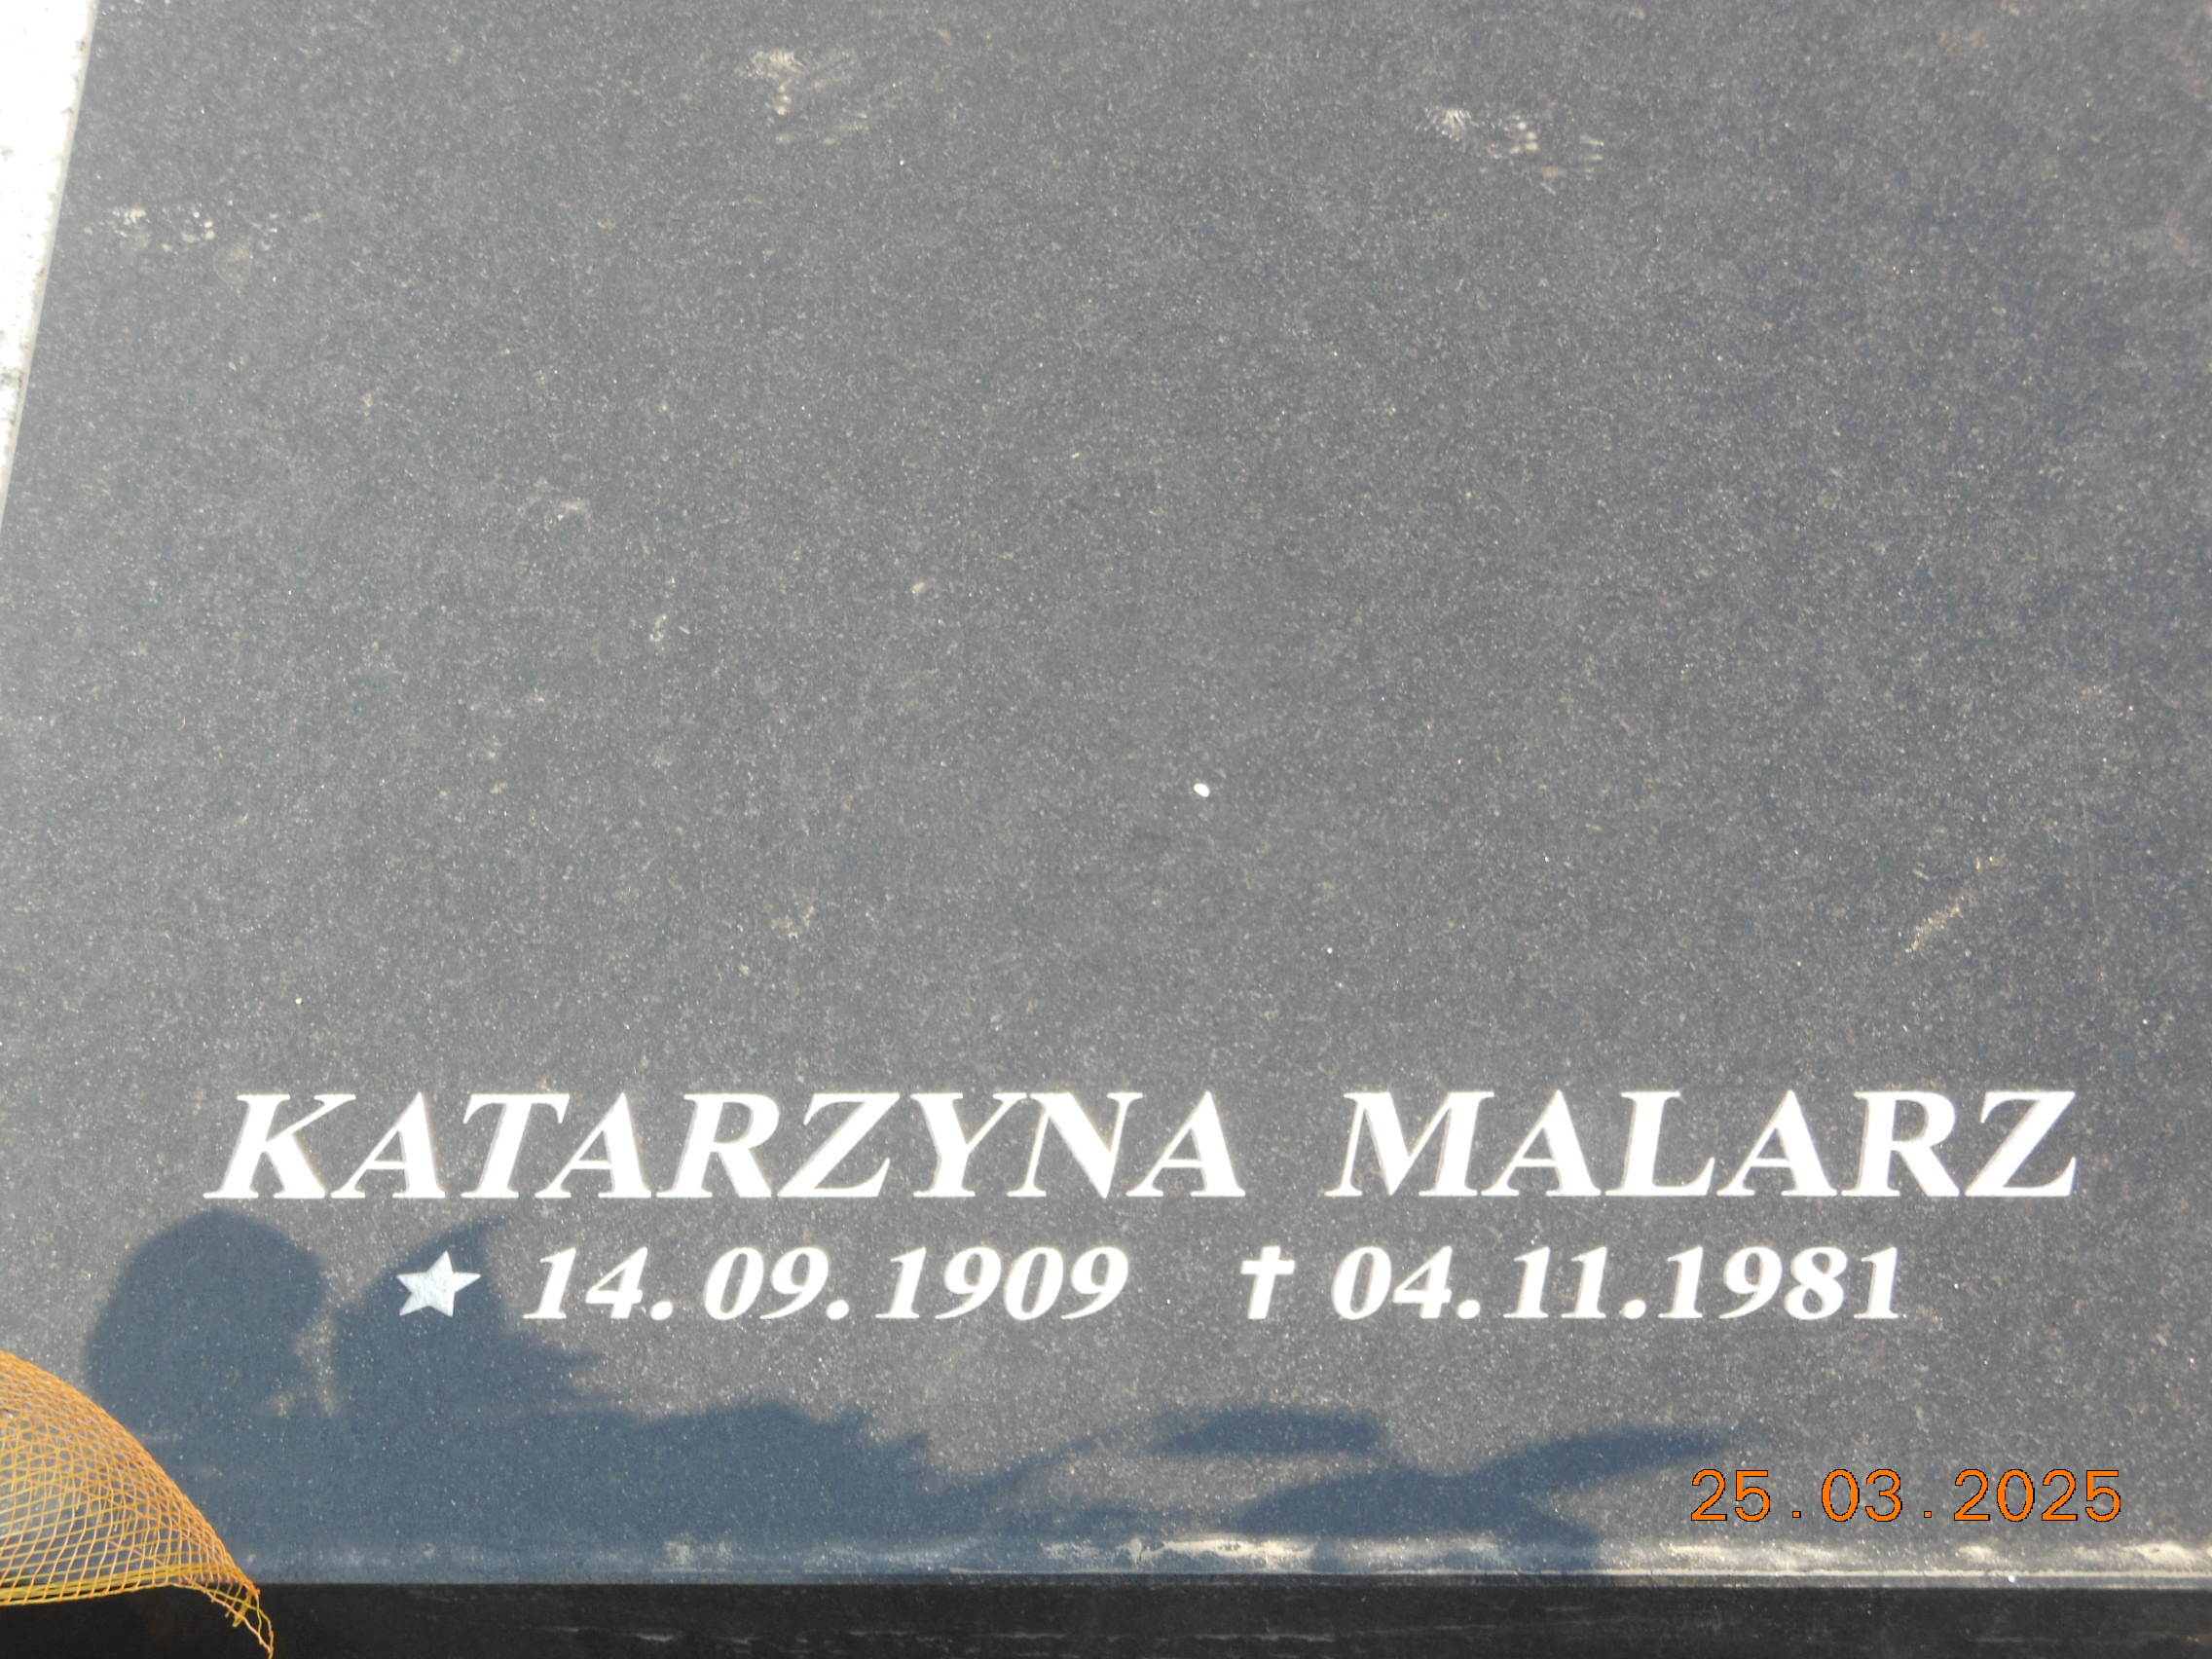 KATARZYNA MALARZ
★ 14.09.1909 ✝ 04.11.1981
25.03.2025